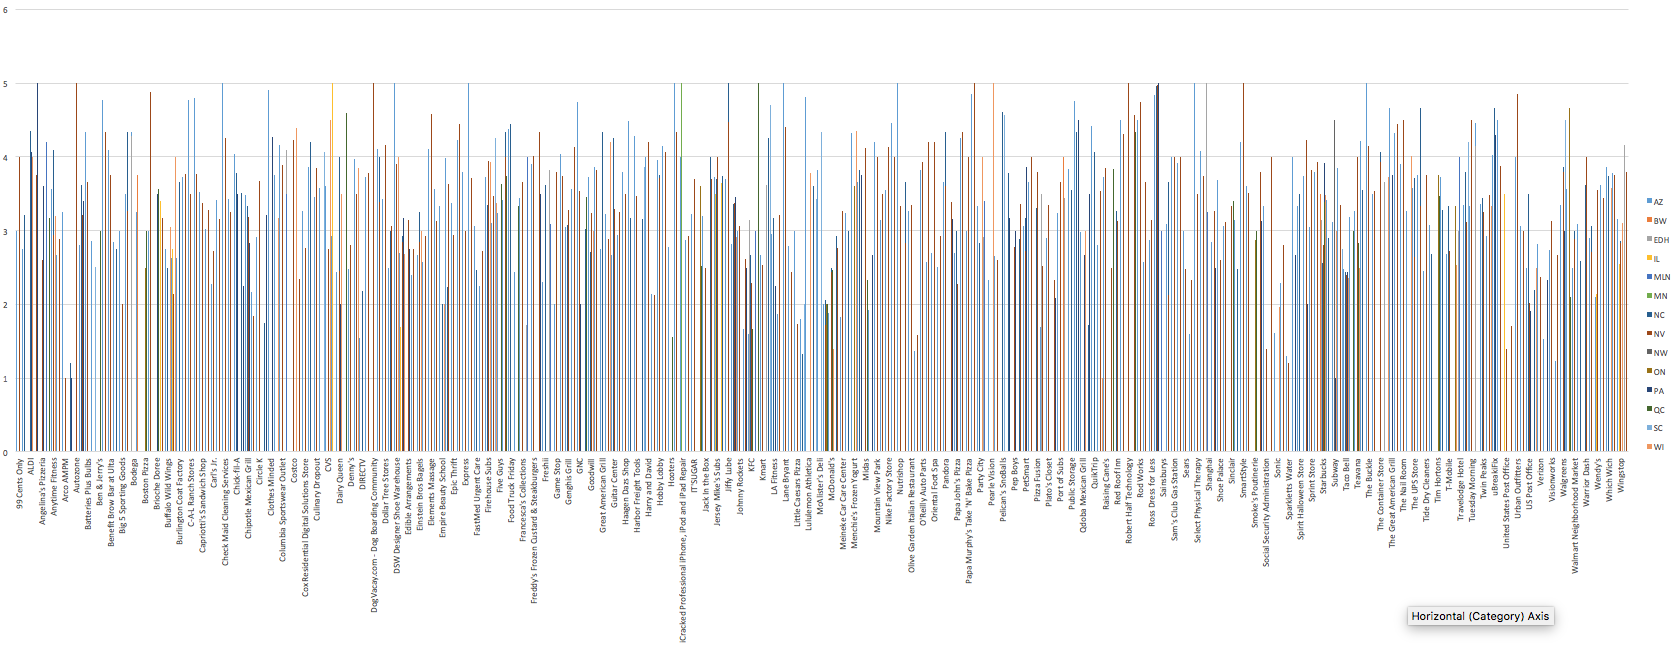 6
5
4
3
2
1
0
99 Cents Only
ALDI
Angelina's Pizzeria
Anytime Fitness
Arco AMPM
Autozone
Batteries Plus Bulbs
Ben & Jerry's
Benefit Brow Bar at Ulta
Big 5 Sporting Goods
Bodega
Boston Pizza
Brioche Doree
Buffalo Wild Wings
Burlington Coat Factory
C-A-L Ranch Stores
Capriotti's Sandwich Shop
Carl's Jr.
Check Maid Cleaning Services
Chick-fil-A
Chipotle Mexican Grill
Circle K
Clothes Minded
Columbia Sportswear Outlet
Costco
Cox Residential Digital Solutions Store
Culinary Dropout
CVS
Dairy Queen
Denny's
DIRECTV
DogVacay.com - Dog Boarding Community
Dollar Tree Stores
DSW Designer Shoe Warehouse
Edible Arrangements
Einstein Bros Bagels
Elements Massage
Empire Beauty School
Epic Thrift
Express
FastMed Urgent Care
Firehouse Subs
Five Guys
Food Truck Friday
Francesca's Collections
Freddy's Frozen Custard & Steakburgers
Freshii
Game Stop
Genghis Grill
GNC
Goodwill
Great American Grill
Guitar Center
Haagen Dazs Shop
Harbor Freight Tools
Harry and David
Hobby Lobby
Hooters
iCracked Professional iPhone, iPod and iPad Repair
IT'SUGAR
Jack In the Box
Jersey Mike's Subs
Jiffy Lube
Johnny Rockets
KFC
Kmart
LA Fitness
Lane Bryant
Little Caesars Pizza
Lululemon Athletica
McAlister's Deli
McDonald's
Meineke Car Care Center
Menchie's Frozen Yogurt
Midas
Mountain View Park
Nike Factory Store
Nutrishop
Olive Garden Italian Restaurant
O'Reilly Auto Parts
Oriental Foot Spa
Pandora
Papa John's Pizza
Papa Murphy's Take 'N' Bake Pizza
Party City
Pearle Vision
Pelican's SnoBalls
Pep Boys
PetSmart
Pizza Fusion
Plato's Closet
Port of Subs
Public Storage
Qdoba Mexican Grill
QuikTrip
Raising Cane's
Red Roof Inn
Robert Half Technology
Rod Works
Ross Dress for Less
Sainsburys
Sam's Club Gas Station
Sears
Select Physical Therapy
Shanghai
Shoe Palace
Sinclair
SmartStyle
Smoke's Poutinerie
Social Security Administration
Sonic
Sparkletts Water
Spirit Halloween Store
Sprint Store
Starbucks
Subway
Taco Bell
Teavana
The Buckle
The Container Store
The Great American Grill
The Nail Room
The UPS Store
Tide Dry Cleaners
Tim Hortons
T-Mobile
Travelodge Hotel
Tuesday Morning
Twin Peaks
uBreakiFix
United States Post Office
Urban Outfitters
US Post Office
Verizon
Visionworks
Walgreens
Walmart Neighborhood Market
Warrior Dash
Wendy's
Which Wich
Wingstop
AZ
BW
EDH
IL
MLN
MN
NC
NV
NW
ON
PA
QC
SC
WI
Horizontal (Category) Axis